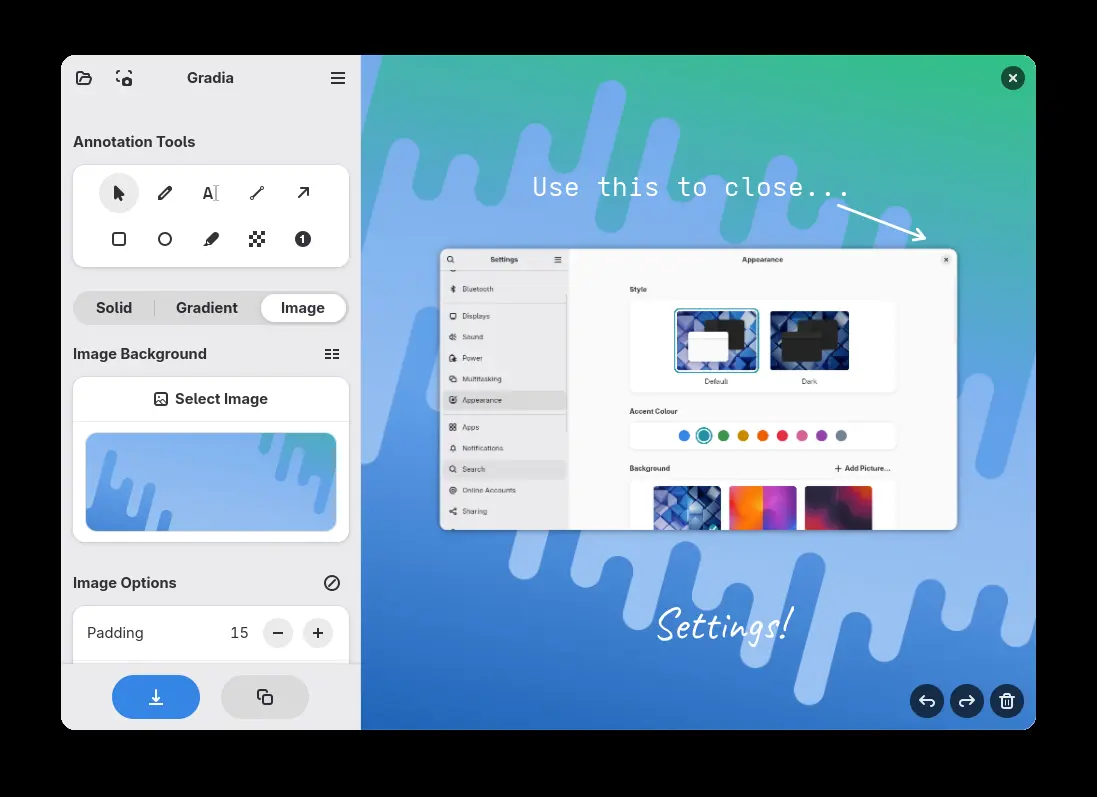 Gradia
Annotation Tools
A
1
Solid
Gradient
Image
Image Background
Select Image
Image Options
Padding
15
Use this to close...
Settings
Appearance
Bluetooth
Displays
Sound
Power
Multitasking
Appearance
Apps
Notifications
Search
Online Accounts
Sharing
Style
Default
Dark
Accent Colour
Background
Add Picture...
Settings!